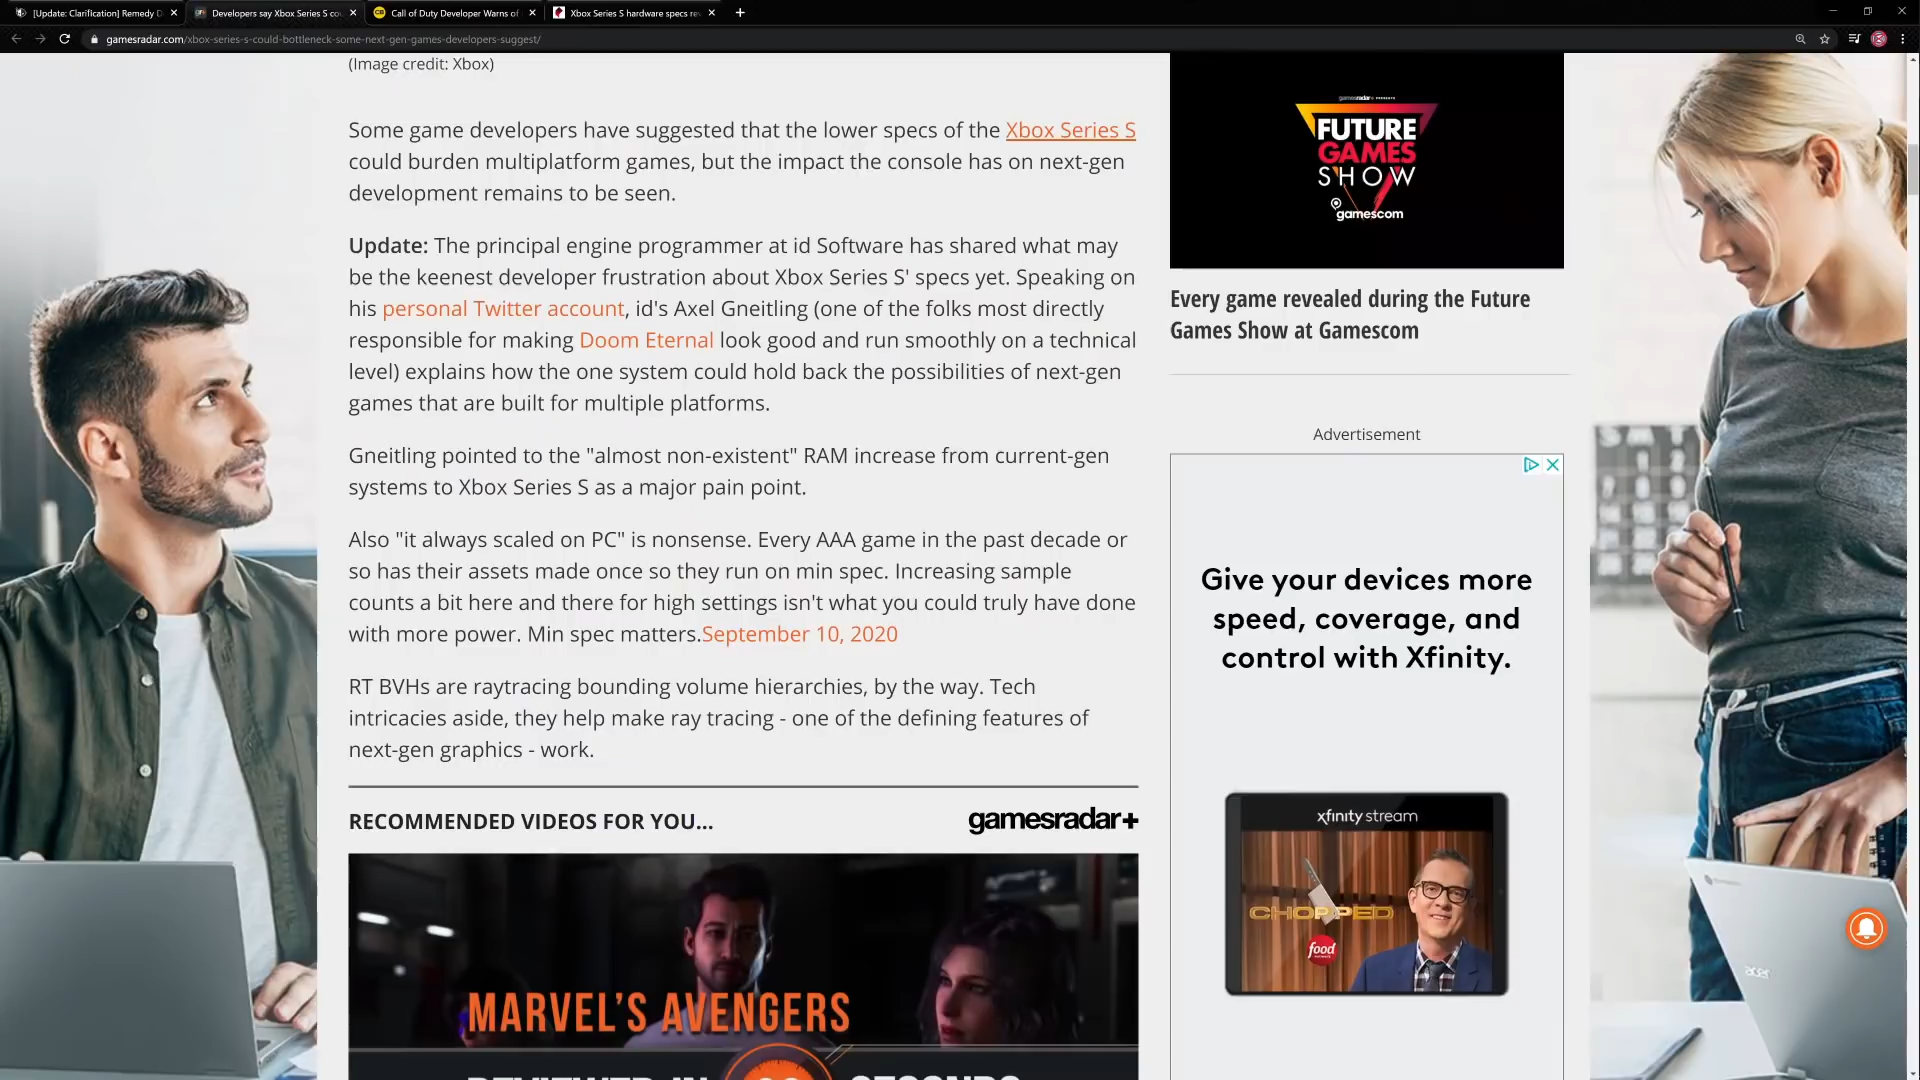 [Update: Clarification] Remedy D
Developers say Xbox Series S co
Call of Duty Developer Warns of
Xbox Series S hardware specs re
gamesradar.com/xbox-series-s-could-bottleneck-some-next-gen-games-developers-suggest/
(Image credit: Xbox)
Some game developers have suggested that the lower specs of the Xbox Series S
could burden multiplatform games, but the impact the console has on next-gen
development remains to be seen.
Update: The principal engine programmer at id Software has shared what may
be the keenest developer frustration about Xbox Series S' specs yet. Speaking on
his personal Twitter account, id's Axel Gneitling (one of the folks most directly
responsible for making Doom Eternal look good and run smoothly on a technical
level) explains how the one system could hold back the possibilities of next-gen
games that are built for multiple platforms.
Gneitling pointed to the "almost non-existent" RAM increase from current-gen
systems to Xbox Series S as a major pain point.
Also "it always scaled on PC" is nonsense. Every AAA game in the past decade or
so has their assets made once so they run on min spec. Increasing sample
counts a bit here and there for high settings isn't what you could truly have done
with more power. Min spec matters.September 10, 2020
RT BVHs are raytracing bounding volume hierarchies, by the way. Tech
intricacies aside, they help make ray tracing - one of the defining features of
next-gen graphics - work.
RECOMMENDED VIDEOS FOR YOU...
gamesradar+
MARVEL'S AVENGERS
REVIEWED IN
SECONDS
gamesradar+ PRESENTS
FUTURE
GAMES
SHOW
gamescom
Every game revealed during the Future
Games Show at Gamescom
Advertisement
Give your devices more
speed, coverage, and
control with Xfinity.
xfinity stream
CHOPPED
food
acer